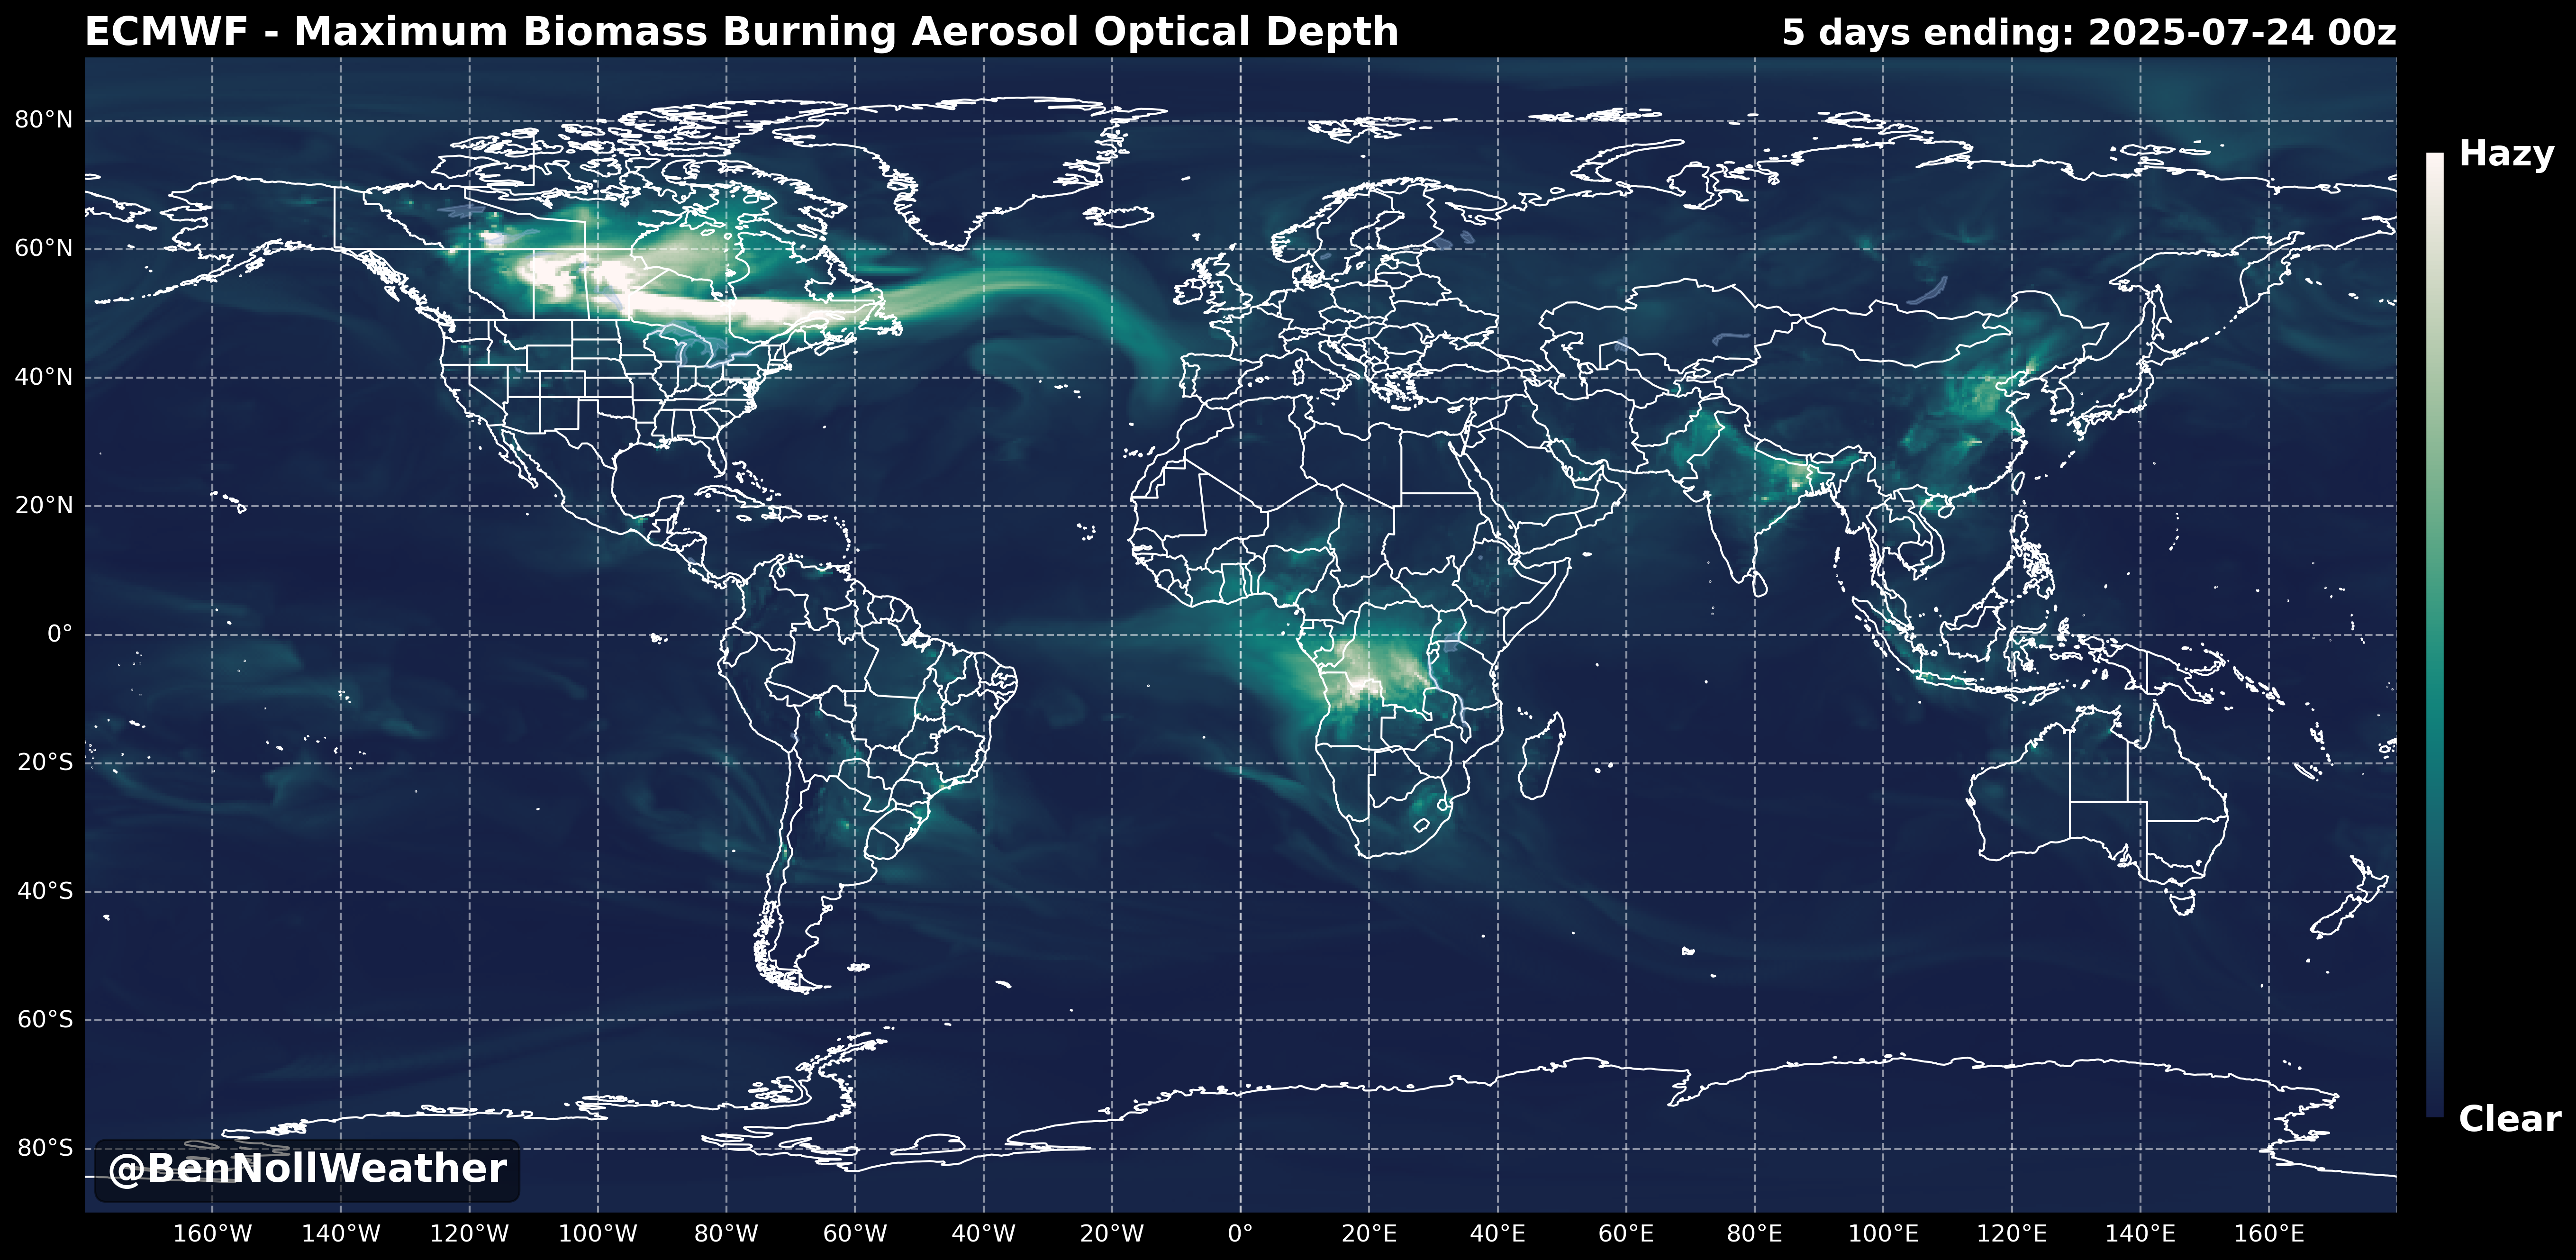 ECMWF - Maximum Biomass Burning Aerosol Optical Depth
5 days ending: 2025-07-24 00z
80°N
60°N
40°N
20°N
0°
20°S
40°S
60°S
80°S
Hazy
Clear
@BenNollWeather
160°W 140°W 120°W 100°W 80°W 60°W 40°W 20°W 0° 20°E 40°E 60°E 80°E 100°E 120°E 140°E 160°E